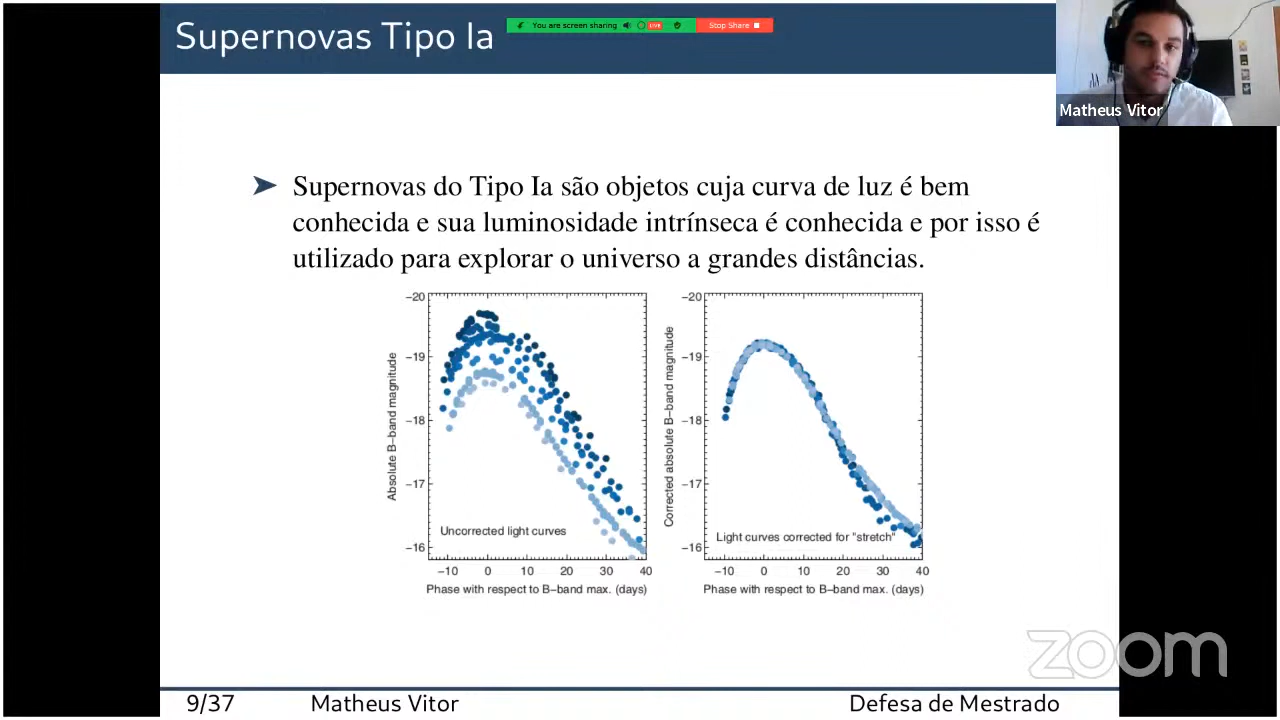 Supernovas Tipo Ia
You are screen sharing
LIVE
Stop Share
Matheus Vitor
➤ Supernovas do Tipo Ia são objetos cuja curva de luz é bem
conhecida e sua luminosidade intrínseca é conhecida e por isso é
utilizado para explorar o universo a grandes distâncias.
Absolute B−band magnitude
−20
−19
−18
−17
−16
Uncorrected light curves
−10 0 10 20 30 40
Phase with respect to B−band max. (days)
Corrected absolute B−band magnitude
−20
−19
−18
−17
−16
Light curves corrected for "stretch"
−10 0 10 20 30 40
Phase with respect to B−band max. (days)
zoom
9/37 Matheus Vitor Defesa de Mestrado